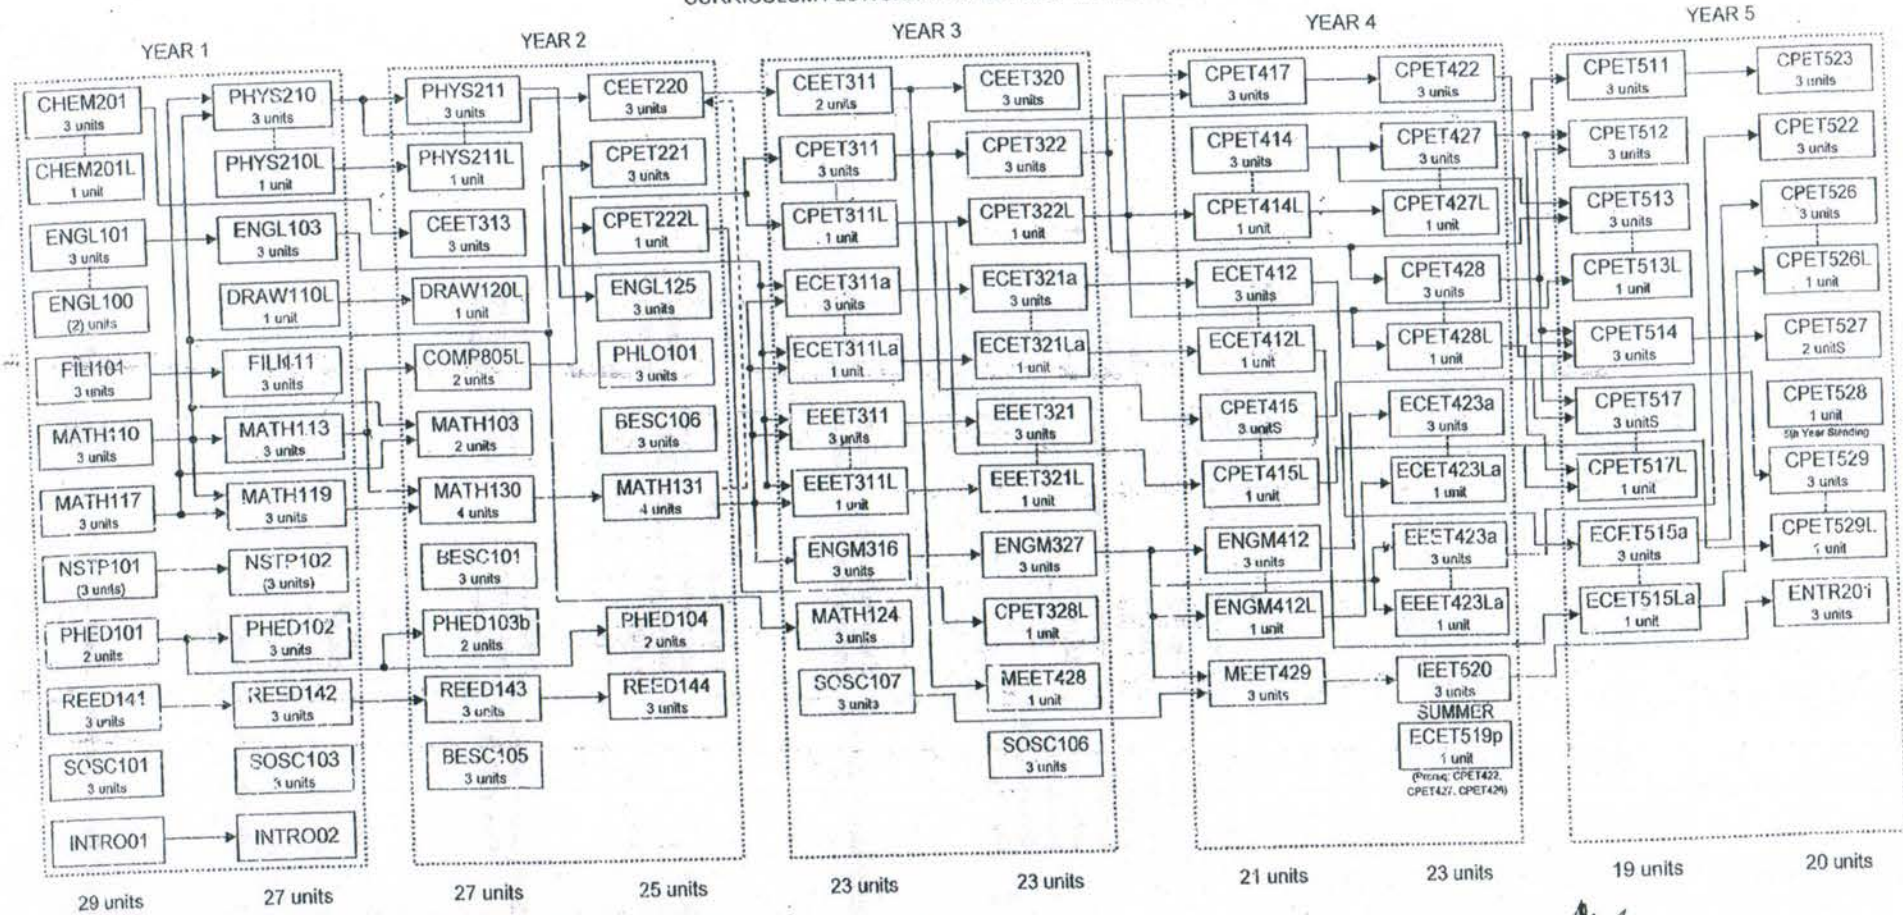 YEAR 1
CHEM201
3 units
CHEM201L
1 unit
ENGL101
3 units
ENGL100
(2) units
FILI101
3 units
MATH110
3 units
MATH117
3 units
NSTP101
(3 units)
PHED101
2 units
REED141
3 units
SOSC101
3 units
INTRO01
29 units
PHYS210
3 units
PHYS210L
1 unit
ENGL103
3 units
DRAW110L
1 unit
FILI111
3 units
MATH113
3 units
MATH119
3 units
NSTP102
(3 units)
PHED102
3 units
REED142
3 units
SOSC103
3 units
INTRO02
27 units
YEAR 2
PHYS211
3 units
PHYS211L
1 unit
CEET313
3 units
DRAW120L
1 unit
COMP805L
2 units
MATH103
2 units
MATH130
4 units
BESC101
3 units
PHED103b
2 units
REED143
3 units
BESC105
3 units
27 units
CEET220
3 units
CPET221
3 units
CPET222L
1 unit
ENGL125
3 units
PHLO101
3 units
BESC106
3 units
MATH131
4 units
PHED104
2 units
REED144
3 units
25 units
YEAR 3
CEET311
2 units
CPET311
3 units
CPET311L
1 unit
ECET311a
3 units
ECET311La
1 unit
EEET311
3 units
EEET311L
1 unit
ENGM316
3 units
MATH124
3 units
SOSC107
3 units
23 units
CEET320
3 units
CPET322
3 units
CPET322L
1 unit
ECET321a
3 units
ECET321La
1 unit
EEET321
3 units
EEET321L
1 unit
ENGM327
3 units
CPET328L
1 unit
MEET428
1 unit
SOSC106
3 units
23 units
YEAR 4
CPET417
3 units
CPET414
3 units
CPET414L
1 unit
ECET412
3 units
ECET412L
1 unit
CPET415
3 unitS
CPET415L
1 unit
ENGM412
3 units
ENGM412L
1 unit
MEET429
3 units
21 units
CPET422
3 units
CPET427
3 units
CPET427L
1 unit
CPET428
3 units
CPET428L
1 unit
ECET423a
3 units
ECET423La
1 unit
EEET423a
3 units
EEET423La
1 unit
IEET520
3 units
SUMMER
ECET519p
1 unit
(Prereq: CPET422,
CPET427, CPET428)
23 units
YEAR 5
CPET511
3 units
CPET512
3 units
CPET513
3 units
CPET513L
1 unit
CPET514
3 units
CPET517
3 unitS
CPET517L
1 unit
ECET515a
3 units
ECET515La
1 unit
19 units
CPET523
3 units
CPET522
3 units
CPET526
3 units
CPET526L
1 unit
CPET527
2 unitS
CPET528
1 unit
5th Year Standing
CPET529
3 units
CPET529L
1 unit
ENTR201
3 units
20 units